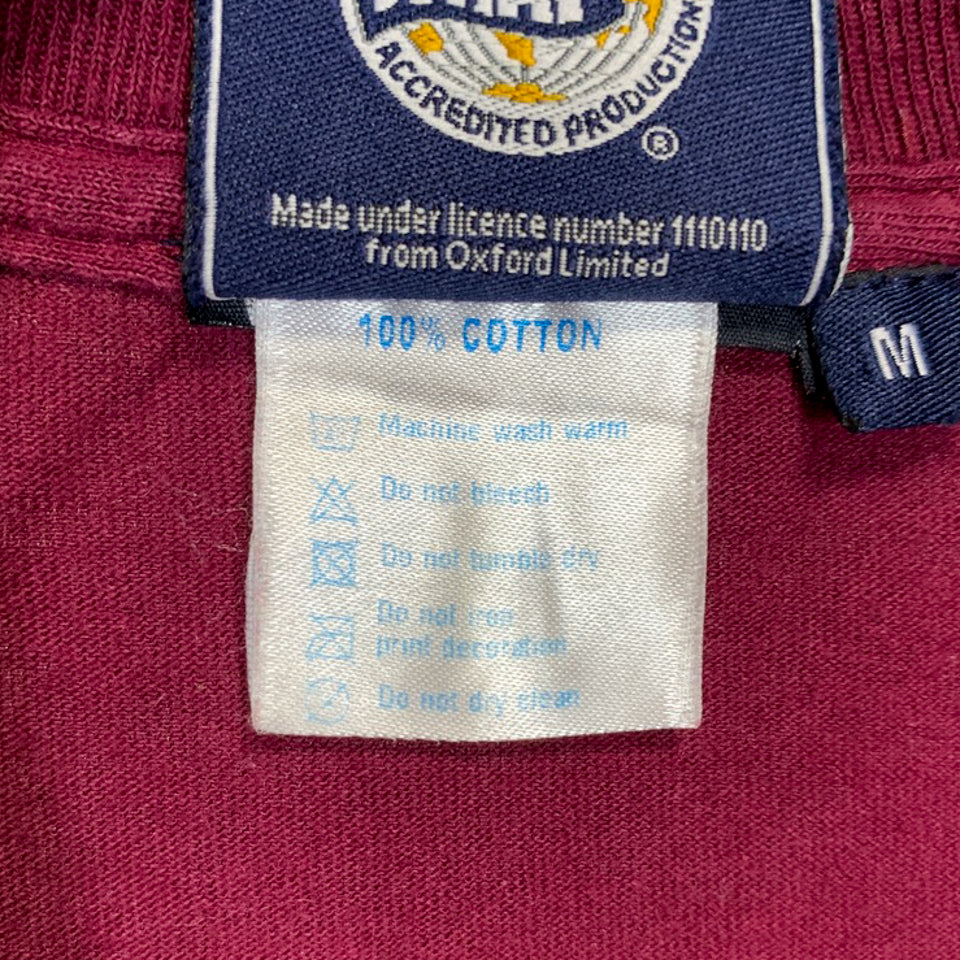 ACCREDITED PRODUCTION
®
Made under licence number 1110110
from Oxford Limited
M
100% COTTON
Machine wash warm
Do not bleach
Do not tumble dry
Do not iron
print decoration
Do not dry clean